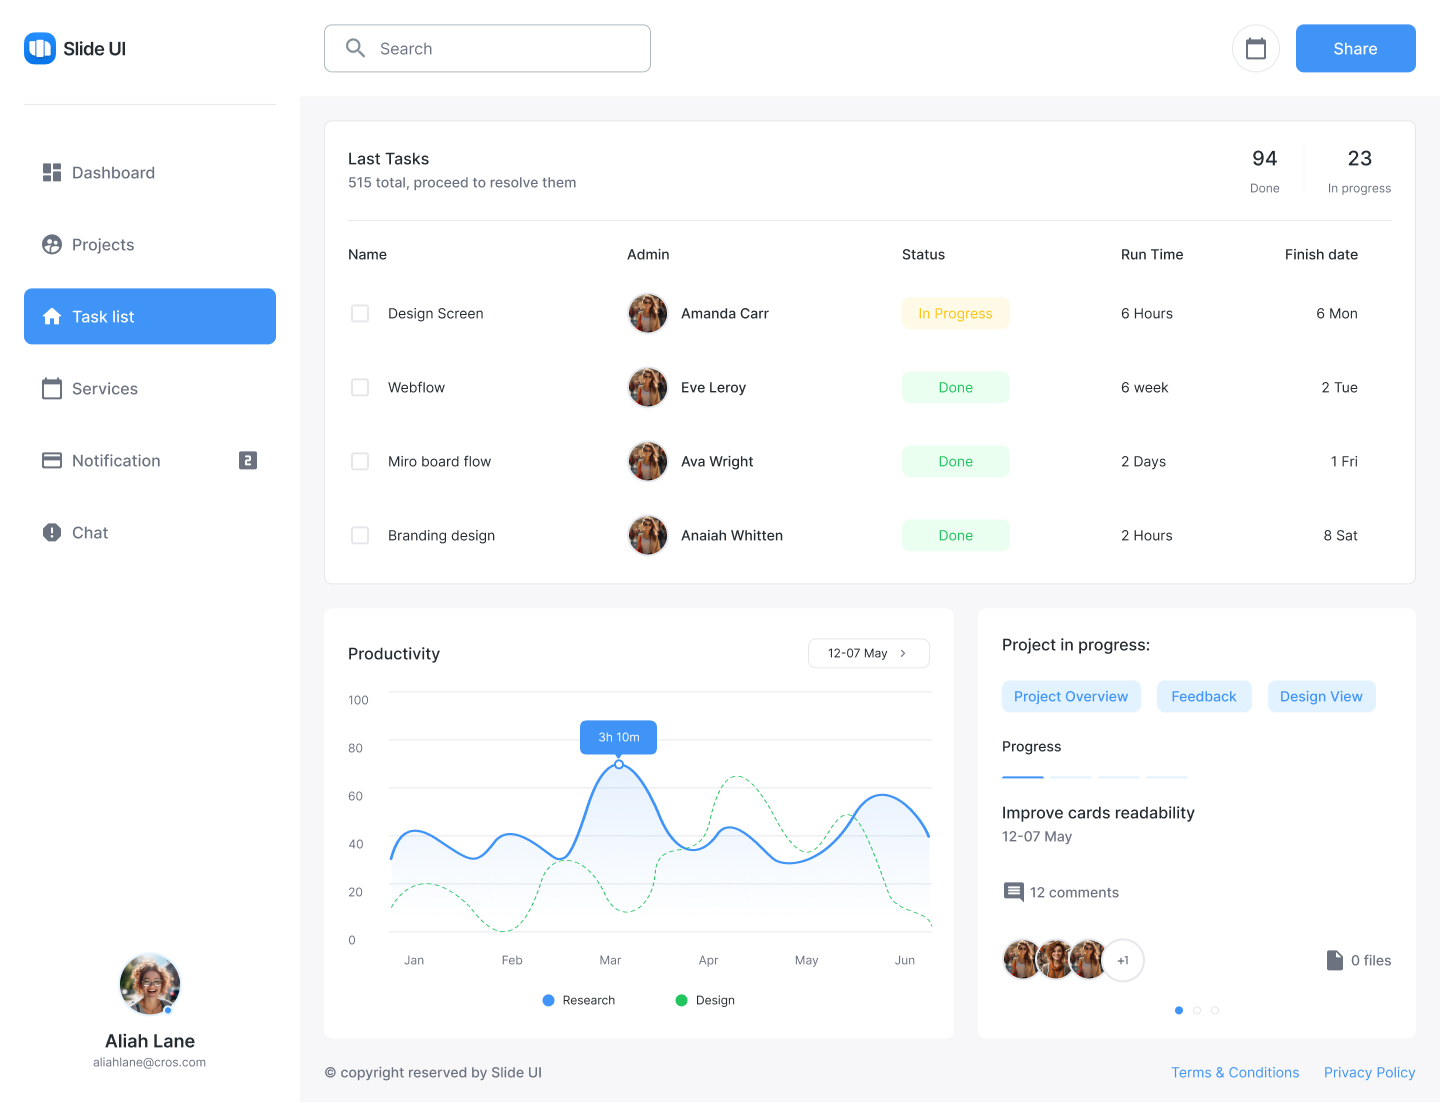 Slide UI
Search
Share
Dashboard
Projects
Task list
Services
Notification 2
Chat
Aliah Lane
aliahlane@cros.com
Last Tasks
515 total, proceed to resolve them
94
Done
23
In progress
Name Admin Status Run Time Finish date
Design Screen Amanda Carr In Progress 6 Hours 6 Mon
Webflow Eve Leroy Done 6 week 2 Tue
Miro board flow Ava Wright Done 2 Days 1 Fri
Branding design Anaiah Whitten Done 2 Hours 8 Sat
Productivity
12-07 May
100
80
60
40
20
0
3h 10m
Jan Feb Mar Apr May Jun
Research Design
Project in progress:
Project Overview Feedback Design View
Progress
Improve cards readability
12-07 May
12 comments
+1
0 files
© copyright reserved by Slide UI
Terms & Conditions Privacy Policy